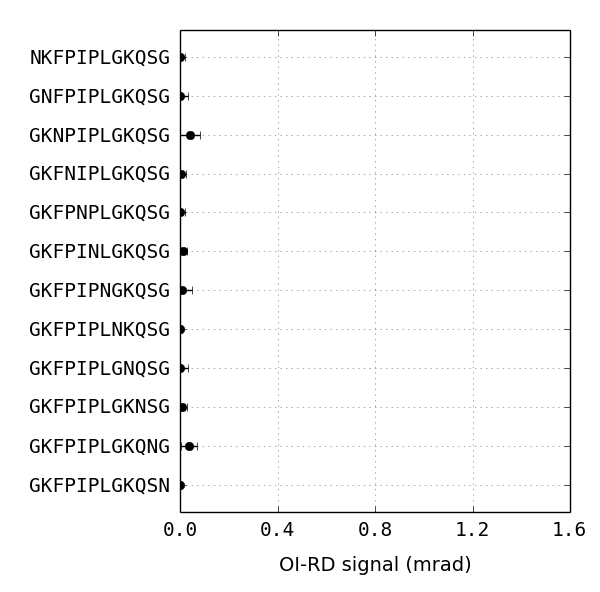 NKFPIPLGKQSG
GNFPIPLGKQSG
GKNPIPLGKQSG
GKFNIPLGKQSG
GKFPNPLGKQSG
GKFPINLGKQSG
GKFPIPNGKQSG
GKFPIPLNKQSG
GKFPIPLGNQSG
GKFPIPLGKNSG
GKFPIPLGKQNG
GKFPIPLGKQSN
0.0 0.4 0.8 1.2 1.6
OI-RD signal (mrad)